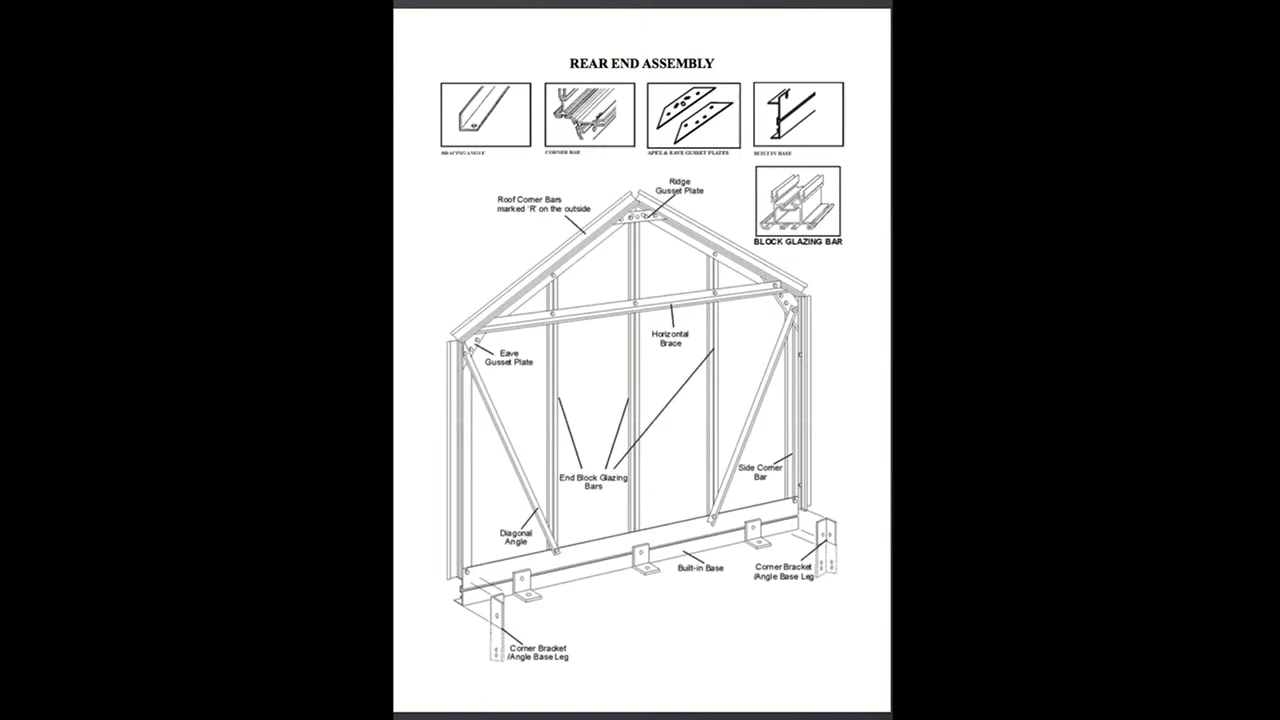 REAR END ASSEMBLY
BRACING ANGLE
CORNER BAR
APEX & EAVE GUSSET PLATES
BUILT IN BASE
Ridge
Gusset Plate
Roof Corner Bars
marked 'R' on the outside
BLOCK GLAZING BAR
Horizontal
Brace
Eave
Gusset Plate
Side Corner
Bar
End Block Glazing
Bars
Diagonal
Angle
Built-in Base
Corner Bracket
/Angle Base Leg
Corner Bracket
/Angle Base Leg